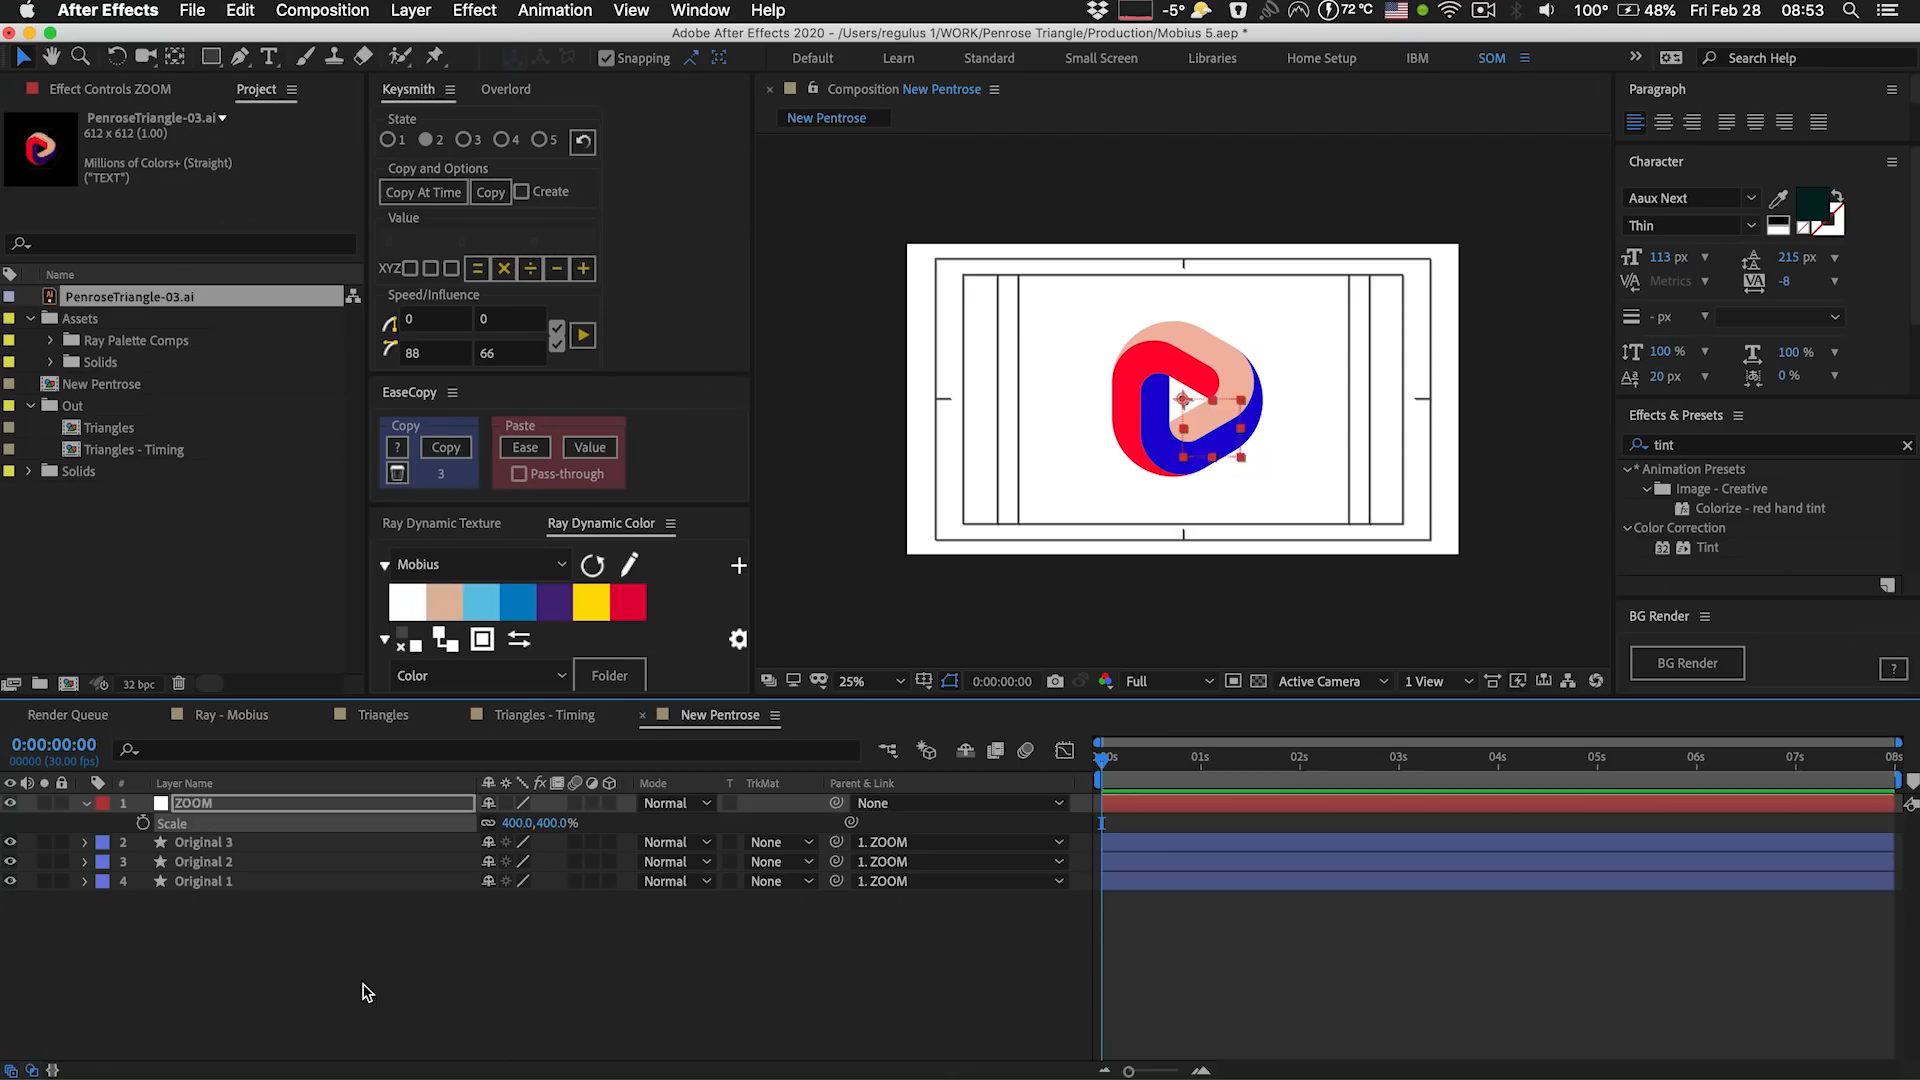 After Effects File Edit Composition Layer Effect Animation View Window Help -5° 72 °C 100° 48% Fri Feb 28 08:53
Adobe After Effects 2020 - /Users/regulus 1/WORK/Penrose Triangle/Production/Mobius 5.aep *
Snapping Default Learn Standard Small Screen Libraries Home Setup IBM SOM Search Help
Effect Controls ZOOM Project
PenroseTriangle-03.ai
612 x 612 (1.00)
Millions of Colors+ (Straight)
("TEXT")
Name
PenroseTriangle-03.ai
Assets
Ray Palette Comps
Solids
New Pentrose
Out
Triangles
Triangles - Timing
Solids
32 bpc
Keysmith Overlord
State
1 2 3 4 5
Copy and Options
Copy At Time Copy Create
Value
XYZ = × ÷ − +
Speed/Influence
0 0
88 66
EaseCopy
Copy Paste
? Copy Ease Value
3 Pass-through
Ray Dynamic Texture Ray Dynamic Color
Mobius
Color Folder
Composition New Pentrose
New Pentrose
25% 0:00:00:00 Full Active Camera 1 View
Paragraph
Character
Aaux Next
Thin
113 px 215 px
Metrics -8
- px
100 % 100 %
20 px 0 %
Effects & Presets
tint
* Animation Presets
Image - Creative
Colorize - red hand tint
Color Correction
32 Tint
BG Render
BG Render ?
Render Queue Ray - Mobius Triangles Triangles - Timing New Pentrose
0:00:00:00
00000 (30.00 fps)
01s 02s 03s 04s 05s 06s 07s 08s
# Layer Name fx Mode T TrkMat Parent & Link
1 ZOOM Normal None
Scale 400.0,400.0%
2 Original 3 Normal None 1. ZOOM
3 Original 2 Normal None 1. ZOOM
4 Original 1 Normal None 1. ZOOM